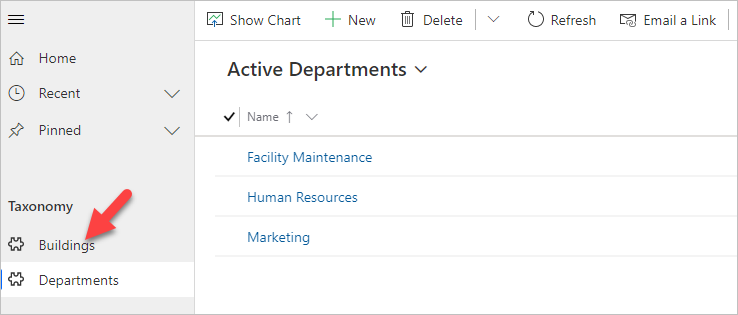 Show Chart New Delete Refresh Email a Link
Home
Recent
Pinned
Taxonomy
Buildings
Departments
Active Departments
Name
Facility Maintenance
Human Resources
Marketing